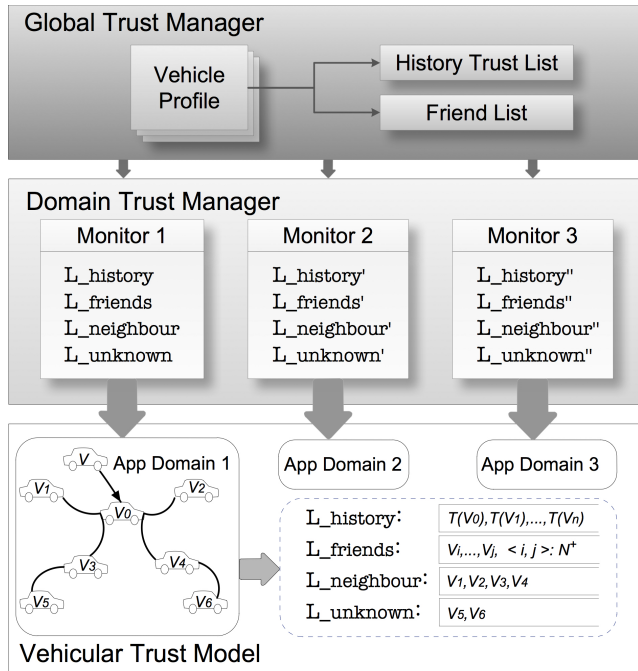 Global Trust Manager
Vehicle
Profile
History Trust List
Friend List
Domain Trust Manager
Monitor 1
L_history
L_friends
L_neighbour
L_unknown
Monitor 2
L_history'
L_friends'
L_neighbour'
L_unknown'
Monitor 3
L_history"
L_friends"
L_neighbour"
L_unknown"
App Domain 1
V
V1
V0
V2
V3
V4
V5
V6
App Domain 2
App Domain 3
L_history: T(V0),T(V1),...,T(Vn)
L_friends: Vi,...,Vj, < i, j >: N⁺
L_neighbour: V1,V2,V3,V4
L_unknown: V5,V6
Vehicular Trust Model